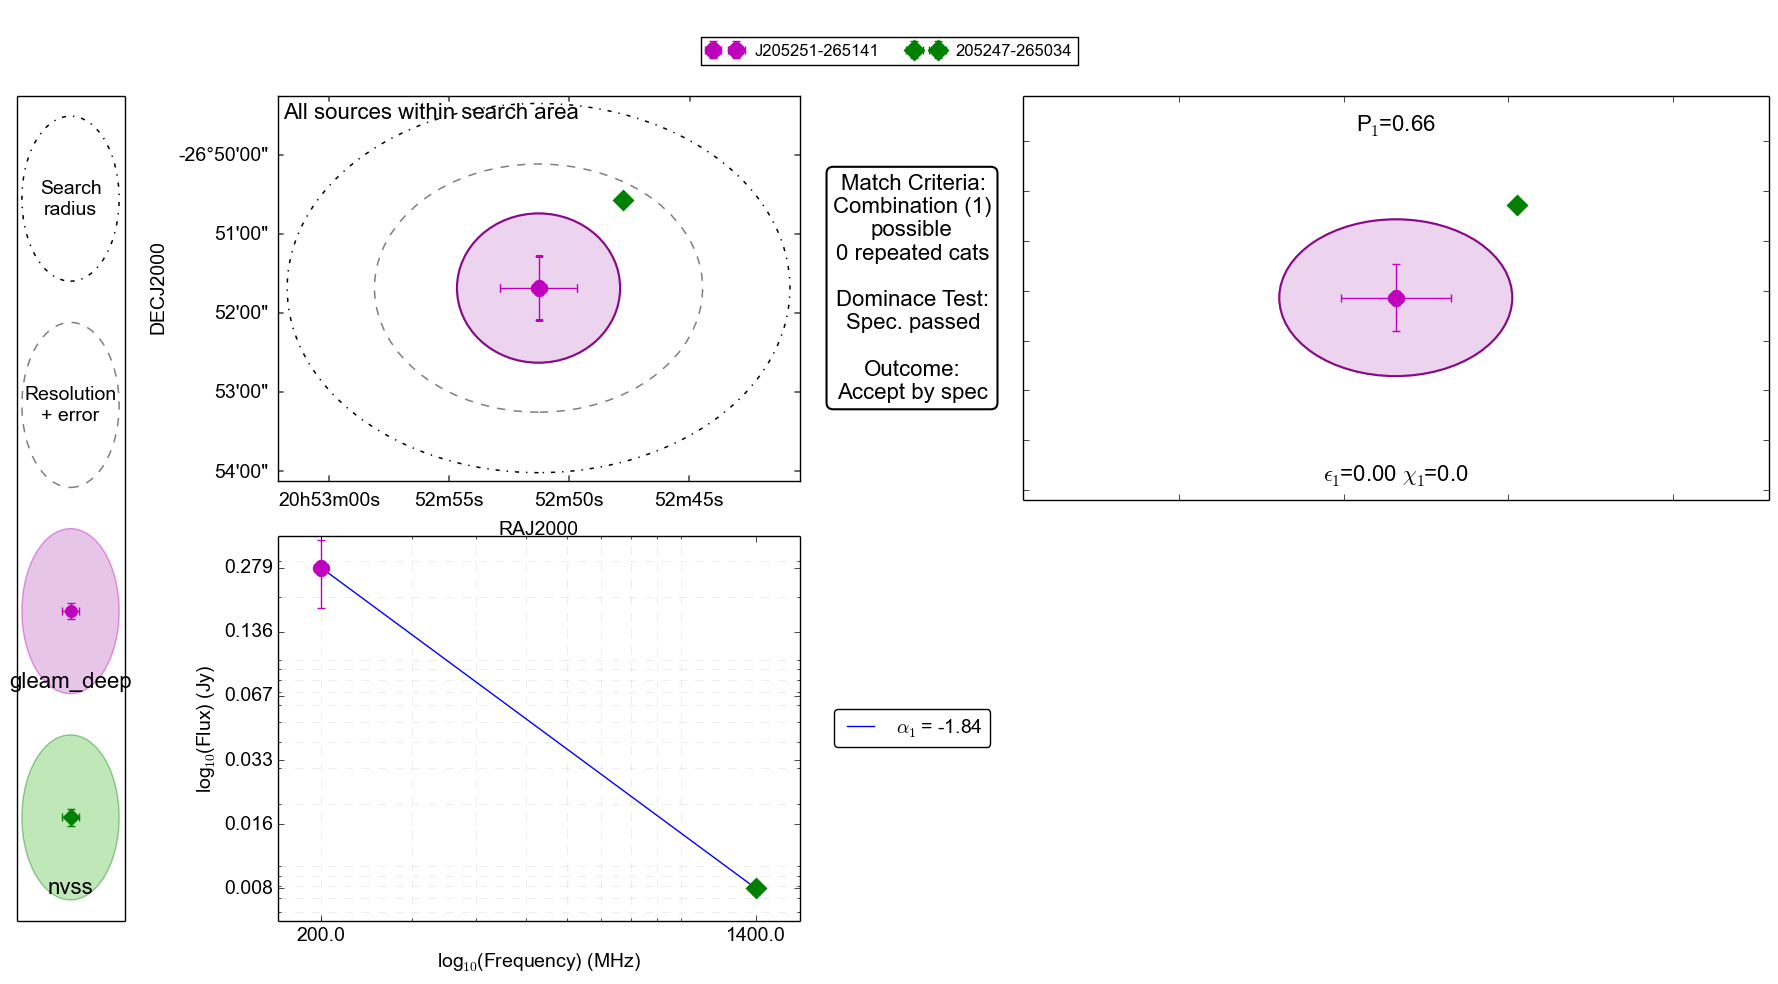 J205251-265141
205247-265034
Search
radius
Resolution
+ error
gleam_deep
nvss
All sources within search area
DECJ2000
-26°50'00"
51'00"
52'00"
53'00"
54'00"
20h53m00s
52m55s
52m50s
52m45s
RAJ2000
Match Criteria:
Combination (1)
possible
0 repeated cats
Dominace Test:
Spec. passed
Outcome:
Accept by spec
P₁=0.66
ϵ₁=0.00 χ₁=0.0
log₁₀(Flux) (Jy)
0.279
0.136
0.067
0.033
0.016
0.008
200.0
1400.0
log₁₀(Frequency) (MHz)
α₁ = -1.84